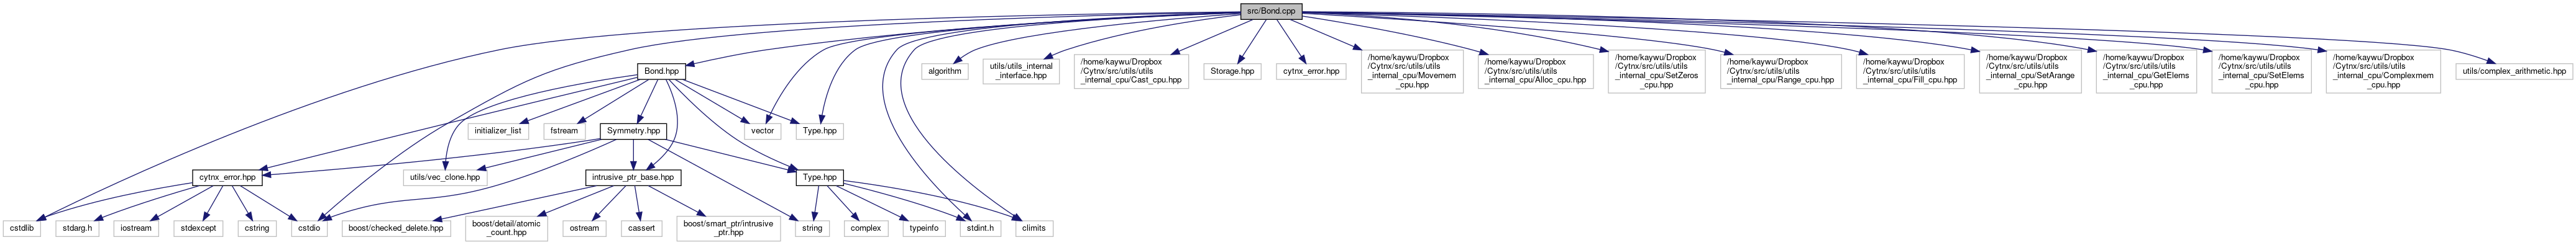 src/Bond.cpp
Bond.hpp
algorithm
utils/utils_internal
_interface.hpp
/home/kaywu/Dropbox
/Cytnx/src/utils/utils
_internal_cpu/Cast_cpu.hpp
Storage.hpp
cytnx_error.hpp
/home/kaywu/Dropbox
/Cytnx/src/utils/utils
_internal_cpu/Movemem
_cpu.hpp
/home/kaywu/Dropbox
/Cytnx/src/utils/utils
_internal_cpu/Alloc_cpu.hpp
/home/kaywu/Dropbox
/Cytnx/src/utils/utils
_internal_cpu/SetZeros
_cpu.hpp
/home/kaywu/Dropbox
/Cytnx/src/utils/utils
_internal_cpu/Range_cpu.hpp
/home/kaywu/Dropbox
/Cytnx/src/utils/utils
_internal_cpu/Fill_cpu.hpp
/home/kaywu/Dropbox
/Cytnx/src/utils/utils
_internal_cpu/SetArange
_cpu.hpp
/home/kaywu/Dropbox
/Cytnx/src/utils/utils
_internal_cpu/GetElems
_cpu.hpp
/home/kaywu/Dropbox
/Cytnx/src/utils/utils
_internal_cpu/SetElems
_cpu.hpp
/home/kaywu/Dropbox
/Cytnx/src/utils/utils
_internal_cpu/Complexmem
_cpu.hpp
utils/complex_arithmetic.hpp
initializer_list
fstream
Symmetry.hpp
vector
Type.hpp
cytnx_error.hpp
utils/vec_clone.hpp
intrusive_ptr_base.hpp
Type.hpp
cstdlib
stdarg.h
iostream
stdexcept
cstring
cstdio
boost/checked_delete.hpp
boost/detail/atomic
_count.hpp
ostream
cassert
boost/smart_ptr/intrusive
_ptr.hpp
string
complex
typeinfo
stdint.h
climits